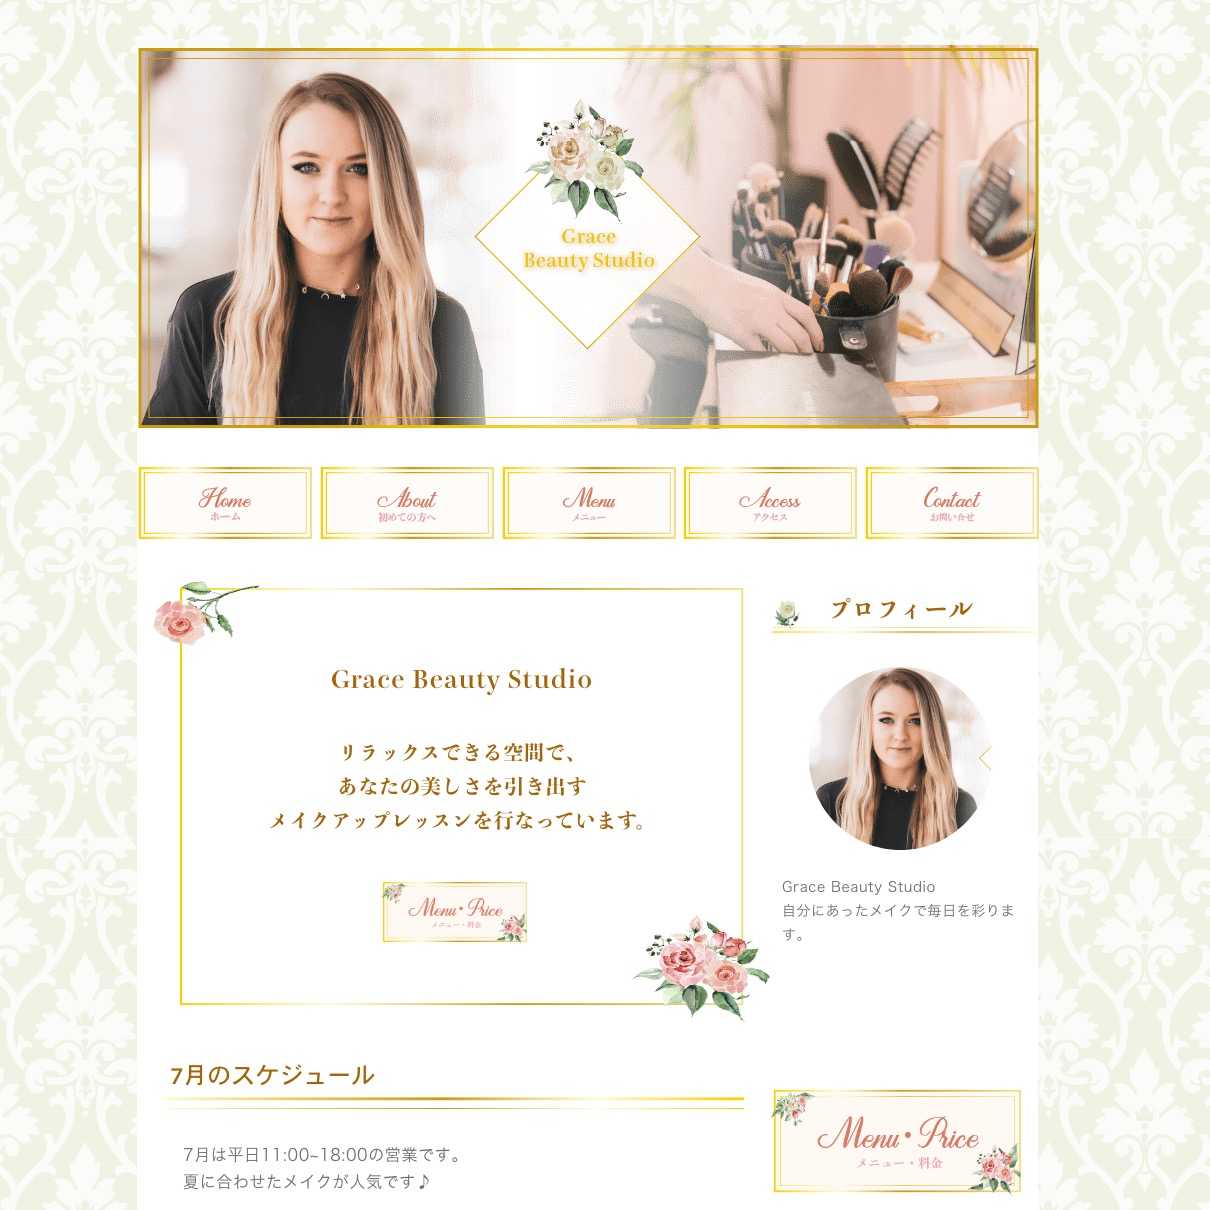 Grace
Beauty Studio
Home
ホーム
About
初めての方へ
Menu
メニュー
Access
アクセス
Contact
お問い合せ
Grace Beauty Studio
リラックスできる空間で、
あなたの美しさを引き出す
メイクアップレッスンを行なっています。
Menu・Price
メニュー・料金
プロフィール
Grace Beauty Studio
自分にあったメイクで毎日を彩りま
す。
7月のスケジュール
7月は平日11:00~18:00の営業です。
夏に合わせたメイクが人気です♪
Menu・Price
メニュー・料金